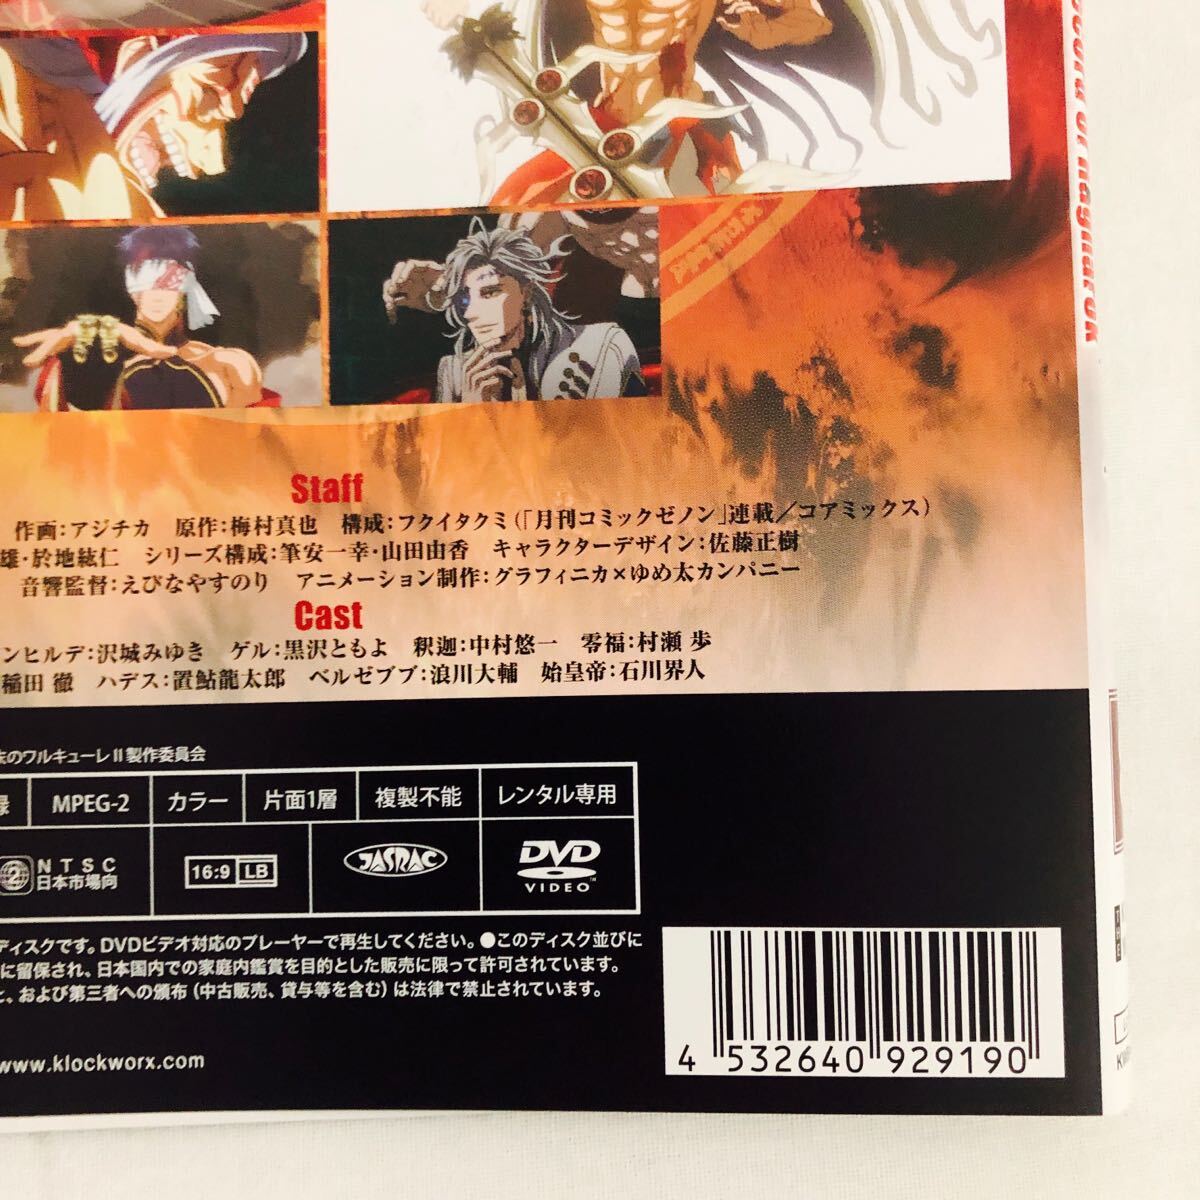 Record of Ragnarok
Staff
作画：アジチカ　原作：梅村真也　構成：フクイタクミ（「月刊コミックゼノン」連載／コアミックス）
雄・於地紘仁　シリーズ構成：筆安一幸・山田由香　キャラクターデザイン：佐藤正樹
音響監督：えびなやすのり　アニメーション制作：グラフィニカ×ゆめ太カンパニー
Cast
ンヒルデ：沢城みゆき　ゲル：黒沢ともよ　釈迦：中村悠一　零福：村瀬 歩
稲田 徹　ハデス：置鮎龍太郎　ベルゼブブ：浪川大輔　始皇帝：石川界人
末のワルキューレⅡ製作委員会
録 MPEG-2 カラー 片面1層 複製不能 レンタル専用
2 NTSC 日本市場向 16:9 LB JASRAC DVD VIDEO
ディスクです。DVDビデオ対応のプレーヤーで再生してください。●このディスク並びに
に留保され、日本国内での家庭内鑑賞を目的とした販売に限って許可されています。
と、および第三者への頒布（中古販売、貸与等を含む）は法律で禁止されています。
www.klockworx.com
4 532640 929190